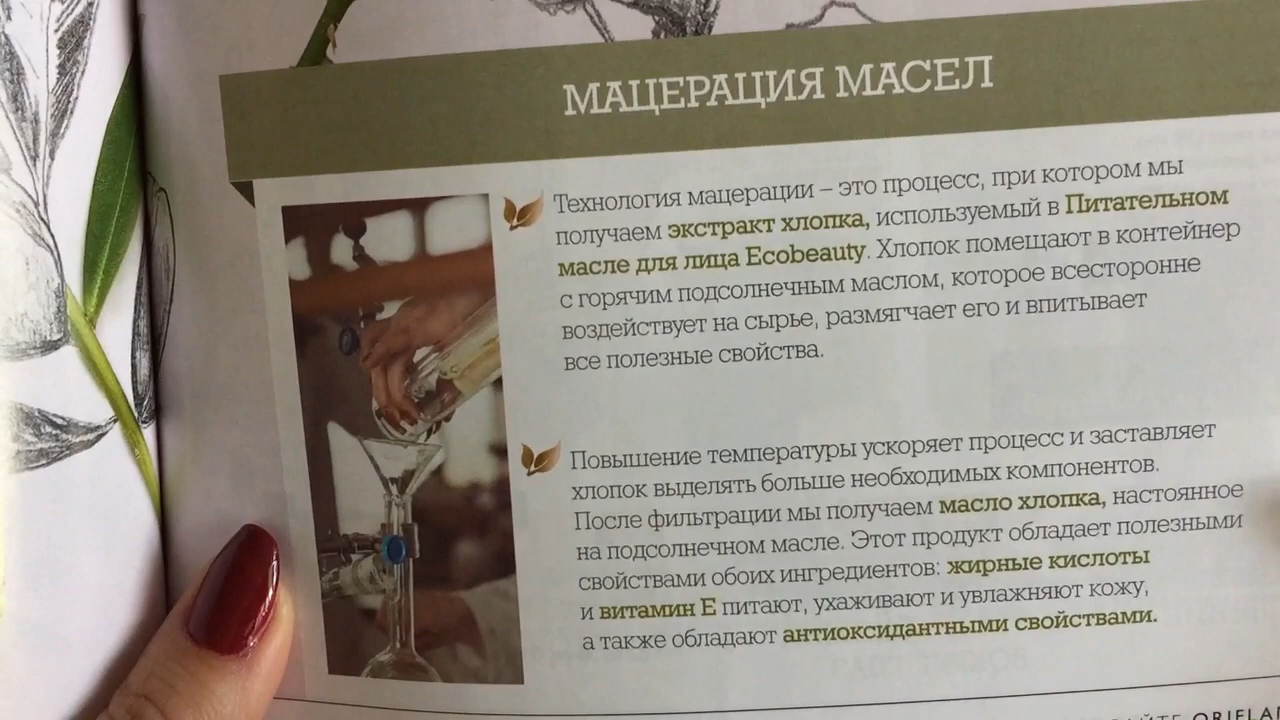 МАЦЕРАЦИЯ МАСЕЛ
Технология мацерации – это процесс, при котором мы
получаем экстракт хлопка, используемый в Питательном
масле для лица Ecobeauty. Хлопок помещают в контейнер
с горячим подсолнечным маслом, которое всесторонне
воздействует на сырье, размягчает его и впитывает
все полезные свойства.
Повышение температуры ускоряет процесс и заставляет
хлопок выделять больше необходимых компонентов.
После фильтрации мы получаем масло хлопка, настоянное
на подсолнечном масле. Этот продукт обладает полезными
свойствами обоих ингредиентов: жирные кислоты
и витамин Е питают, ухаживают и увлажняют кожу,
а также обладают антиоксидантными свойствами.